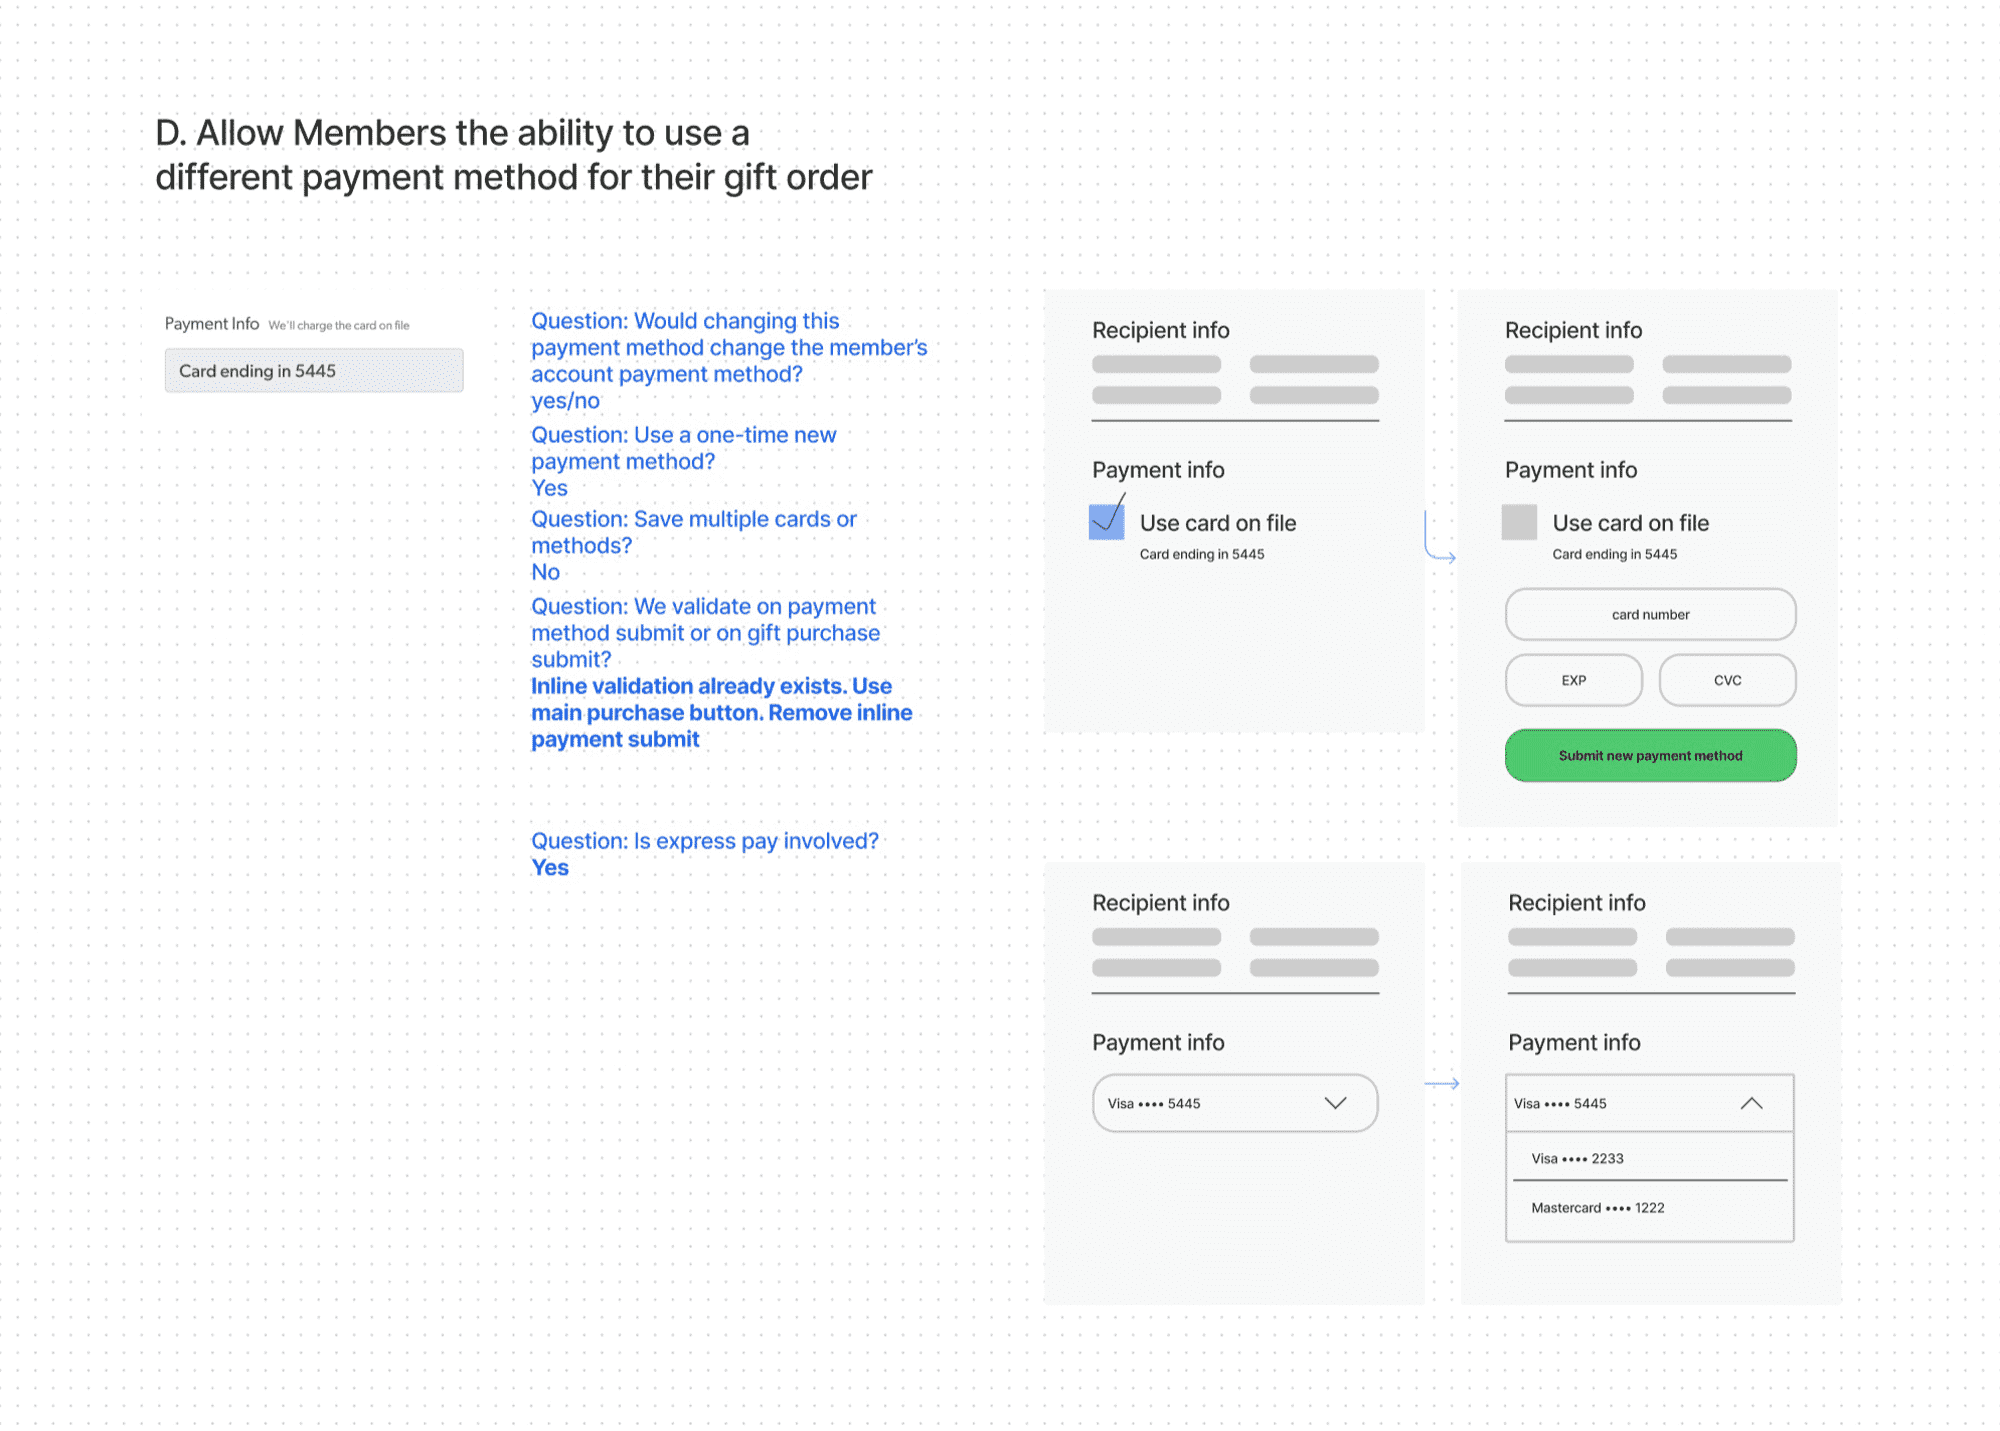 D. Allow Members the ability to use a
different payment method for their gift order
Payment Info We'll charge the card on file
Card ending in 5445
Question: Would changing this
payment method change the member's
account payment method?
yes/no
Question: Use a one-time new
payment method?
Yes
Question: Save multiple cards or
methods?
No
Question: We validate on payment
method submit or on gift purchase
submit?
Inline validation already exists. Use
main purchase button. Remove inline
payment submit
Question: Is express pay involved?
Yes
Recipient info
Payment info
Use card on file
Card ending in 5445
Recipient info
Payment info
Use card on file
Card ending in 5445
card number
EXP
CVC
Submit new payment method
Recipient info
Payment info
Visa •••• 5445
Recipient info
Payment info
Visa •••• 5445
Visa •••• 2233
Mastercard •••• 1222